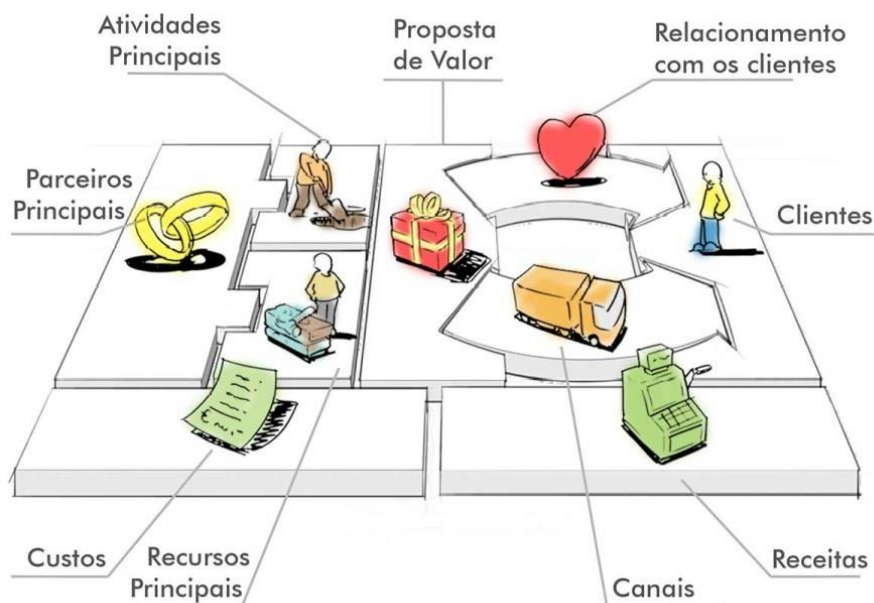 Atividades
Principais
Proposta
de Valor
Relacionamento
com os clientes
Parceiros
Principais
Clientes
Custos
Recursos
Principais
Canais
Receitas